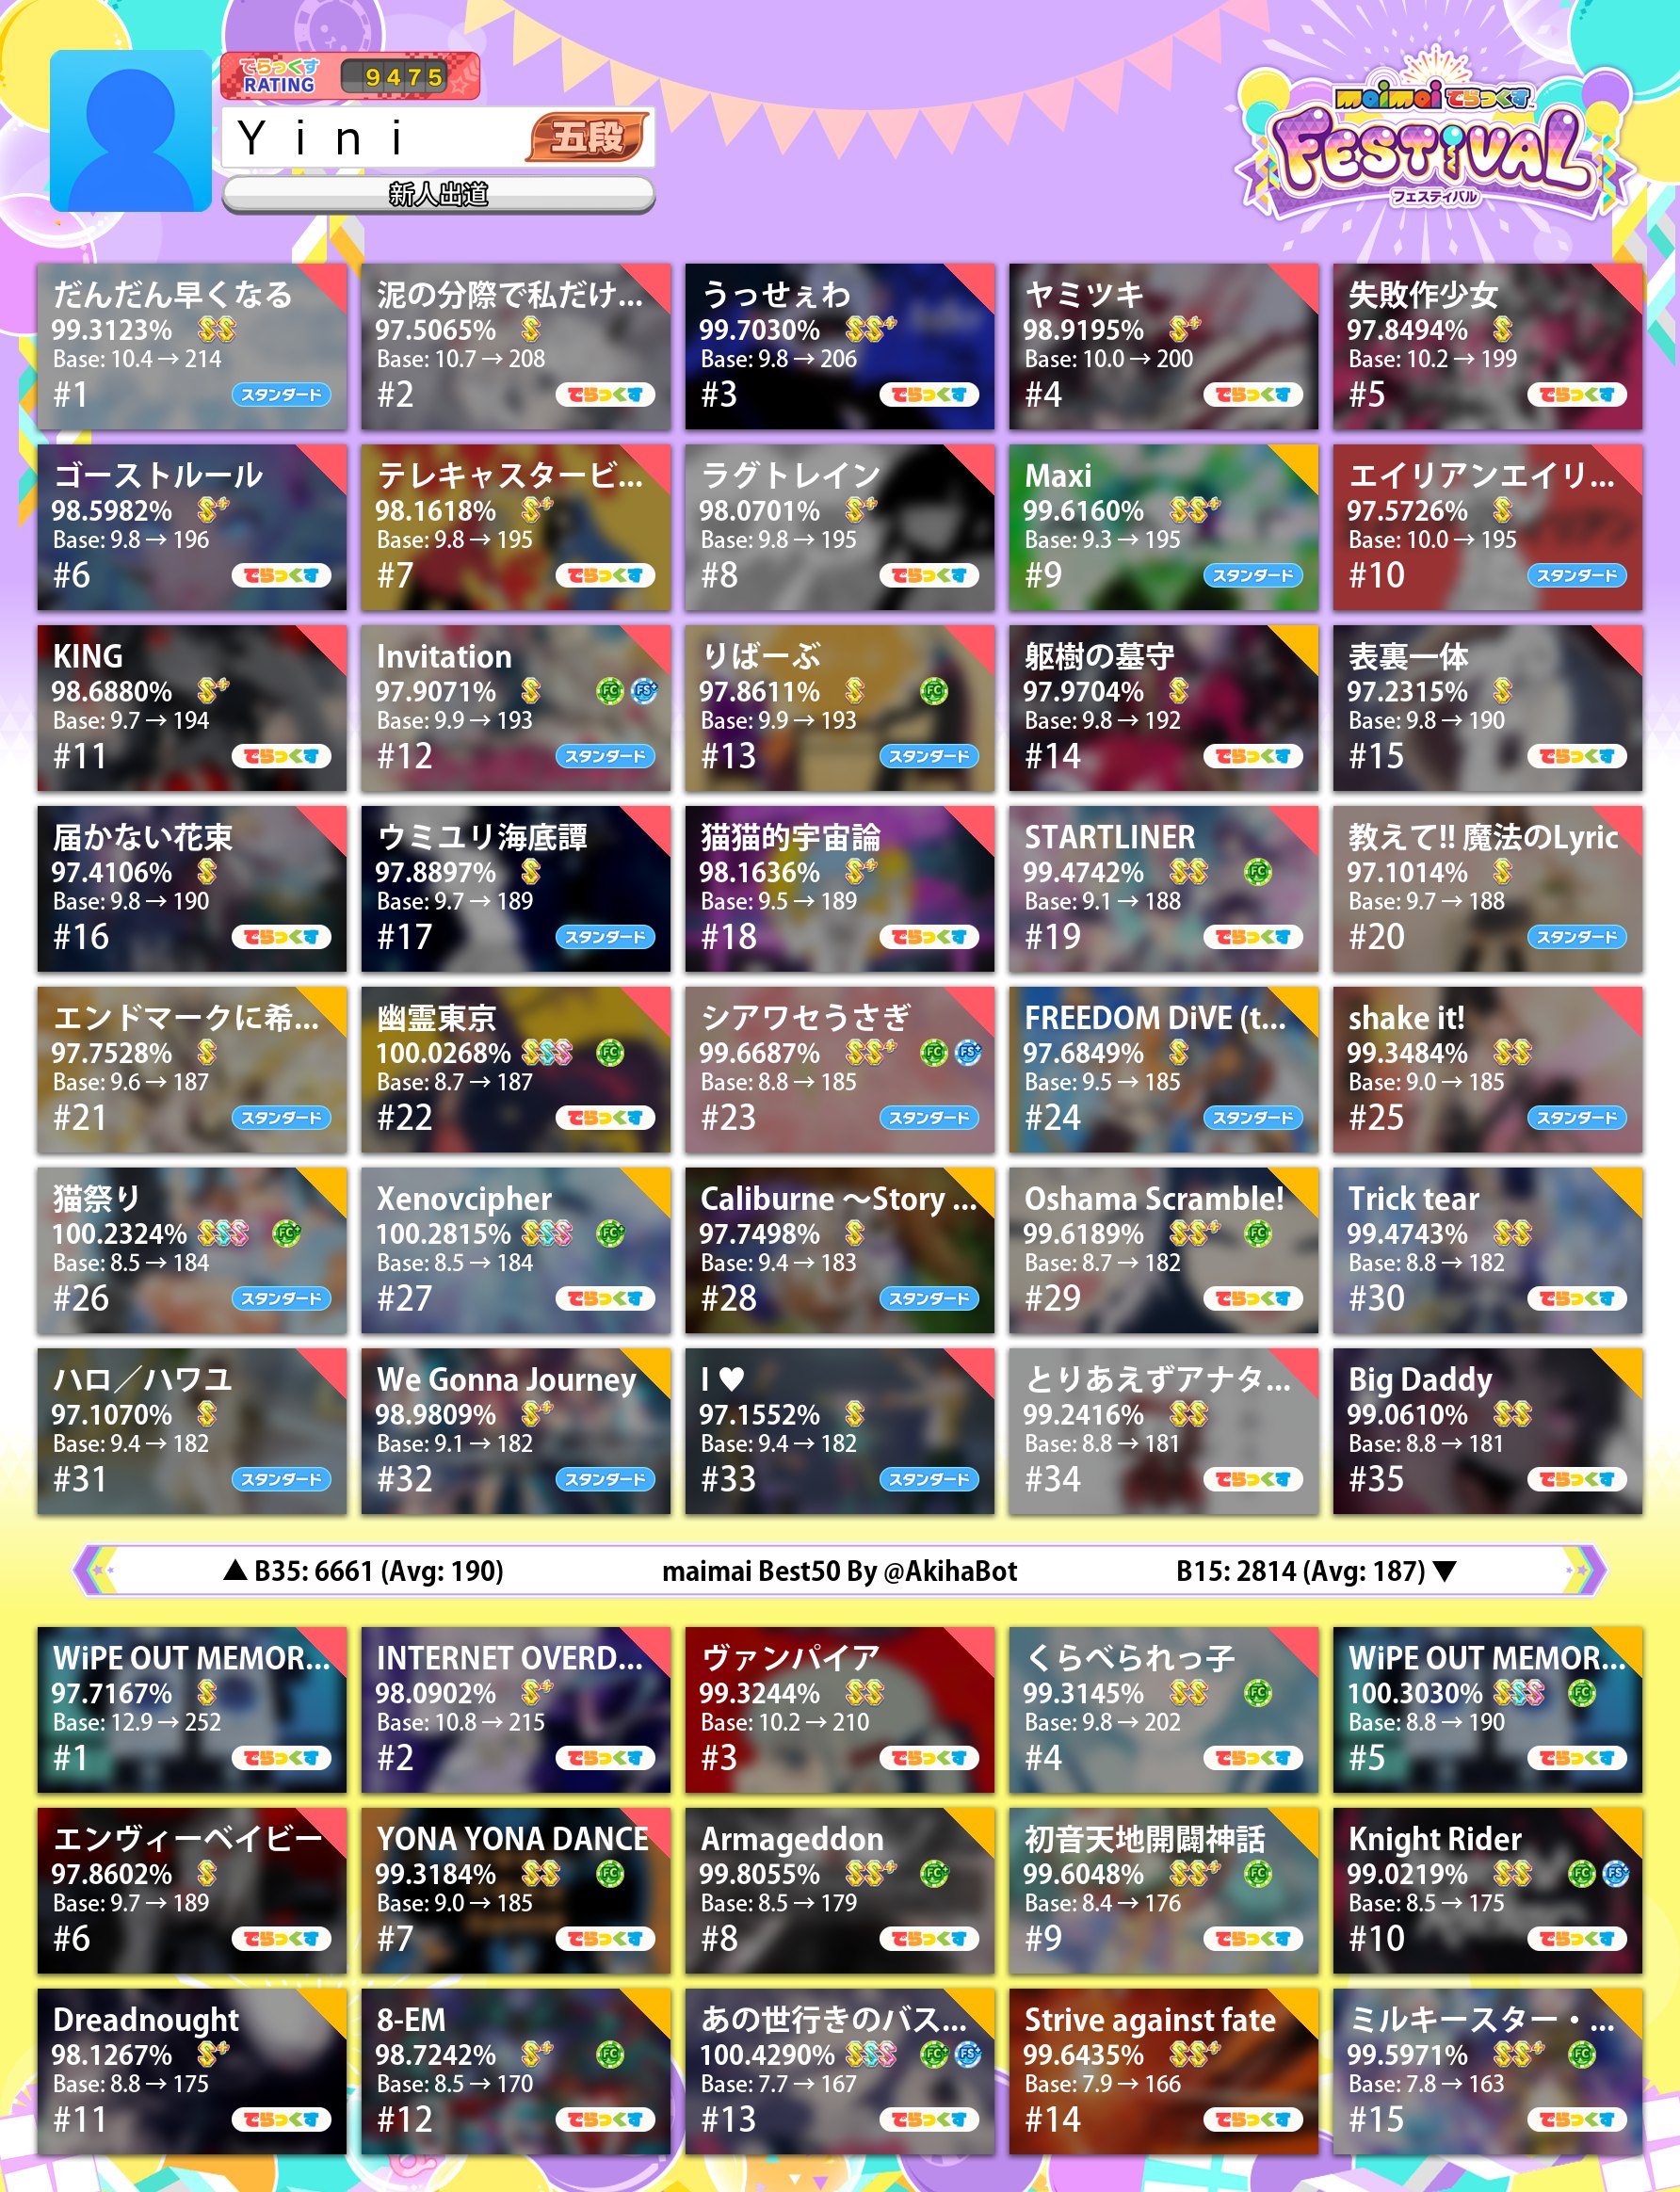 でらっくす
RATING
9475
Ｙｉｎｉ
五段
新人出道
maimai でらっくす
FESTiVAL
フェスティバル
だんだん早くなる
99.3123% SS
Base: 10.4 → 214
#1 スタンダード
泥の分際で私だけ...
97.5065% S
Base: 10.7 → 208
#2 でらっくす
うっせぇわ
99.7030% SS+
Base: 9.8 → 206
#3 でらっくす
ヤミツキ
98.9195% S+
Base: 10.0 → 200
#4 でらっくす
失敗作少女
97.8494% S
Base: 10.2 → 199
#5 でらっくす
ゴーストルール
98.5982% S+
Base: 9.8 → 196
#6 でらっくす
テレキャスタービ...
98.1618% S+
Base: 9.8 → 195
#7 でらっくす
ラグトレイン
98.0701% S+
Base: 9.8 → 195
#8 でらっくす
Maxi
99.6160% SS+
Base: 9.3 → 195
#9 スタンダード
エイリアンエイリ...
97.5726% S
Base: 10.0 → 195
#10 スタンダード
KING
98.6880% S+
Base: 9.7 → 194
#11 でらっくす
Invitation
97.9071% S FC FS+
Base: 9.9 → 193
#12 スタンダード
りばーぶ
97.8611% S FC
Base: 9.9 → 193
#13 スタンダード
躯樹の墓守
97.9704% S
Base: 9.8 → 192
#14 でらっくす
表裏一体
97.2315% S
Base: 9.8 → 190
#15 でらっくす
届かない花束
97.4106% S
Base: 9.8 → 190
#16 でらっくす
ウミユリ海底譚
97.8897% S
Base: 9.7 → 189
#17 スタンダード
猫猫的宇宙論
98.1636% S+
Base: 9.5 → 189
#18 でらっくす
STARTLINER
99.4742% SS FC
Base: 9.1 → 188
#19 でらっくす
教えて!! 魔法のLyric
97.1014% S
Base: 9.7 → 188
#20 スタンダード
エンドマークに希...
97.7528% S
Base: 9.6 → 187
#21 スタンダード
幽霊東京
100.0268% SSS FC
Base: 8.7 → 187
#22 でらっくす
シアワセうさぎ
99.6687% SS+ FC FS+
Base: 8.8 → 185
#23 スタンダード
FREEDOM DiVE (t...
97.6849% S
Base: 9.5 → 185
#24 スタンダード
shake it!
99.3484% SS
Base: 9.0 → 185
#25 スタンダード
猫祭り
100.2324% SSS FC+
Base: 8.5 → 184
#26 スタンダード
Xenovcipher
100.2815% SSS FC+
Base: 8.5 → 184
#27 でらっくす
Caliburne ～Story ...
97.7498% S
Base: 9.4 → 183
#28 スタンダード
Oshama Scramble!
99.6189% SS+ FC
Base: 8.7 → 182
#29 でらっくす
Trick tear
99.4743% SS
Base: 8.8 → 182
#30 でらっくす
ハロ／ハワユ
97.1070% S
Base: 9.4 → 182
#31 スタンダード
We Gonna Journey
98.9809% S+
Base: 9.1 → 182
#32 スタンダード
I ♥
97.1552% S
Base: 9.4 → 182
#33 スタンダード
とりあえずアナタ...
99.2416% SS
Base: 8.8 → 181
#34 でらっくす
Big Daddy
99.0610% SS
Base: 8.8 → 181
#35 でらっくす
▲ B35: 6661 (Avg: 190) maimai Best50 By @AkihaBot B15: 2814 (Avg: 187) ▼
WiPE OUT MEMOR...
97.7167% S
Base: 12.9 → 252
#1 でらっくす
INTERNET OVERD...
98.0902% S+
Base: 10.8 → 215
#2 でらっくす
ヴァンパイア
99.3244% SS
Base: 10.2 → 210
#3 でらっくす
くらべられっ子
99.3145% SS FC
Base: 9.8 → 202
#4 でらっくす
WiPE OUT MEMOR...
100.3030% SSS FC
Base: 8.8 → 190
#5 でらっくす
エンヴィーベイビー
97.8602% S
Base: 9.7 → 189
#6 でらっくす
YONA YONA DANCE
99.3184% SS FC
Base: 9.0 → 185
#7 でらっくす
Armageddon
99.8055% SS+ FC+
Base: 8.5 → 179
#8 でらっくす
初音天地開闢神話
99.6048% SS+ FC
Base: 8.4 → 176
#9 でらっくす
Knight Rider
99.0219% SS FC FS+
Base: 8.5 → 175
#10 でらっくす
Dreadnought
98.1267% S+
Base: 8.8 → 175
#11 でらっくす
8-EM
98.7242% S+ FC
Base: 8.5 → 170
#12 でらっくす
あの世行きのバス...
100.4290% SSS FC+ FS+
Base: 7.7 → 167
#13 でらっくす
Strive against fate
99.6435% SS+
Base: 7.9 → 166
#14 でらっくす
ミルキースター・...
99.5971% SS+ FC
Base: 7.8 → 163
#15 でらっくす